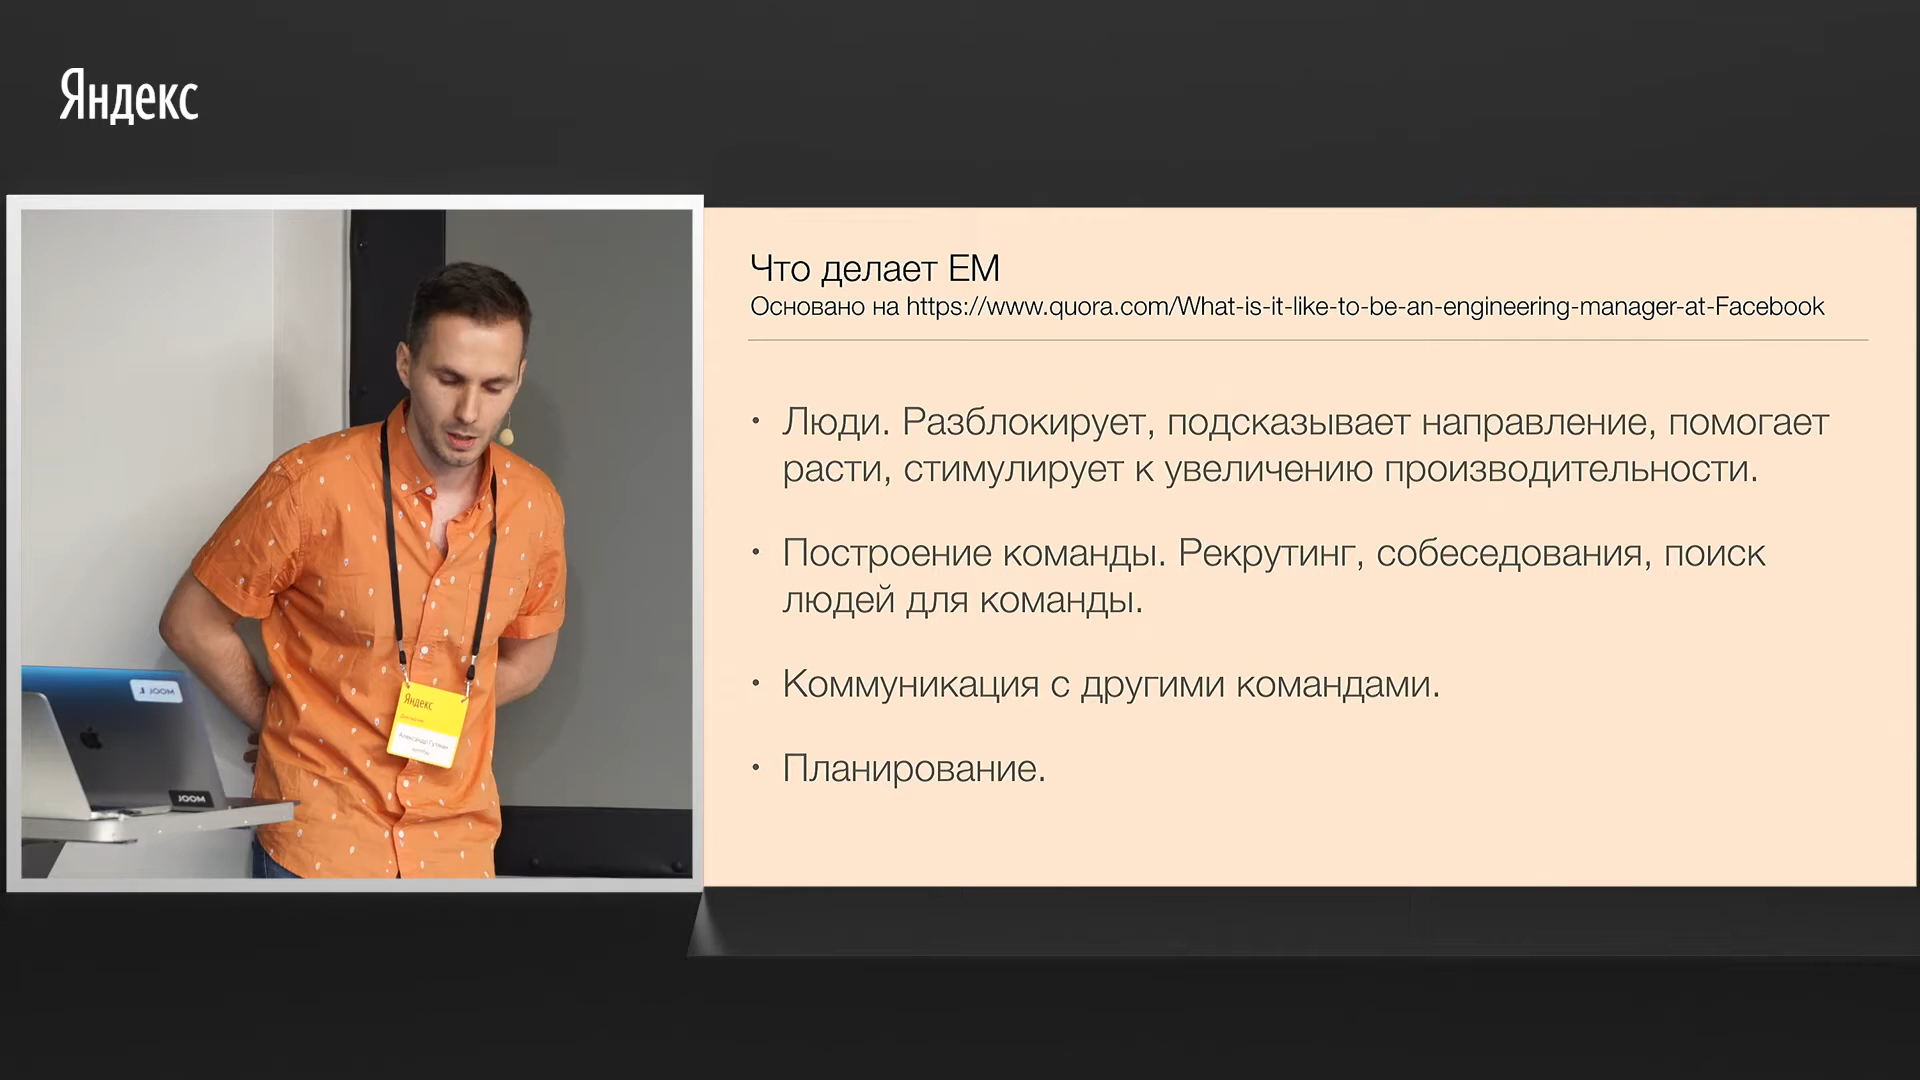 Яндекс
Что делает EM
Основано на https://www.quora.com/What-is-it-like-to-be-an-engineering-manager-at-Facebook
• Люди. Разблокирует, подсказывает направление, помогает
расти, стимулирует к увеличению производительности.
• Построение команды. Рекрутинг, собеседования, поиск
людей для команды.
• Коммуникация с другими командами.
• Планирование.
JOOM
JOOM
Яндекс
Александр Гутман